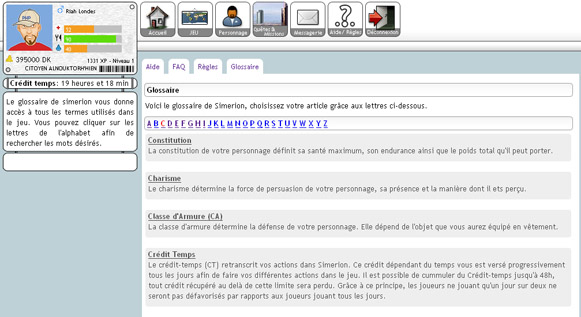 Rlah Londes
PHP
395000 DK
1331 XP - Niveau 1
CITOYEN ALNOUKTORPHIEN
Crédit temps: 19 heures et 18 min
Le glossaire de simerion vous donne
accès à tous les termes utilisés dans
le jeu. Vous pouvez cliquer sur les
lettres de l'alphabet afin de
rechercher les mots désirés.
Accueil
JEU
Personnage
Quêtes & Missions
Messagerie
Aide/ Règles
Déconnexion
Aide
FAQ
Règles
Glossaire
Glossaire
Voici le glossaire de Simerion, choisissez votre article grâce aux lettres ci-dessous.
A B C D E F G H I J K L M N O P Q R S T U V W X Y Z
Constitution
La constitution de votre personnage définit sa santé maximum, son endurance ainsi que le poids total qu'il peut porter.
Charisme
Le charisme détermine la force de persuasion de votre personnage, sa présence et la manière dont il ets perçu.
Classe d'Armure (CA)
La classe d'armure détermine la défense de votre personnage. Elle dépend de l'objet que vous aurez équipé en vêtement.
Crédit Temps
Le crédit-temps (CT) retranscrit vos actions dans Simerion. Ce crédit dépendant du temps vous est versé progressivement
tous les jours afin de faire vos différentes actions dans le jeu. Il est possible de cummuler du Crédit-temps jusqu'à 48h,
tout crédit récupéré au delà de cette limite sera perdu. Grâce à ce principe, les joueurs ne jouant qu'un jour sur deux ne
seront pas défavorisés par rapports aux joueurs jouant tous les jours.